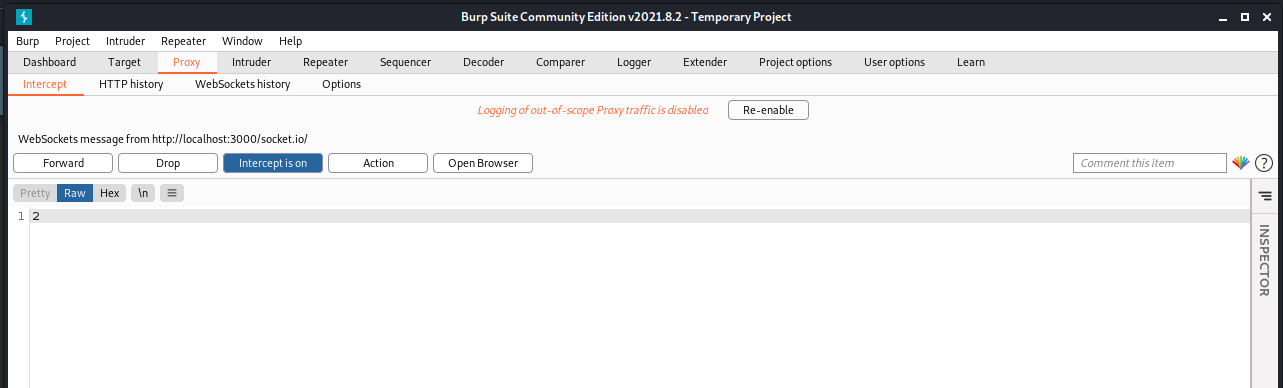 Burp Suite Community Edition v2021.8.2 - Temporary Project
Burp Project Intruder Repeater Window Help
Dashboard Target Proxy Intruder Repeater Sequencer Decoder Comparer Logger Extender Project options User options Learn
Intercept HTTP history WebSockets history Options
Logging of out-of-scope Proxy traffic is disabled Re-enable
WebSockets message from http://localhost:3000/socket.io/
Forward Drop Intercept is on Action Open Browser Comment this item ?
Pretty Raw Hex \n
1 2
INSPECTOR